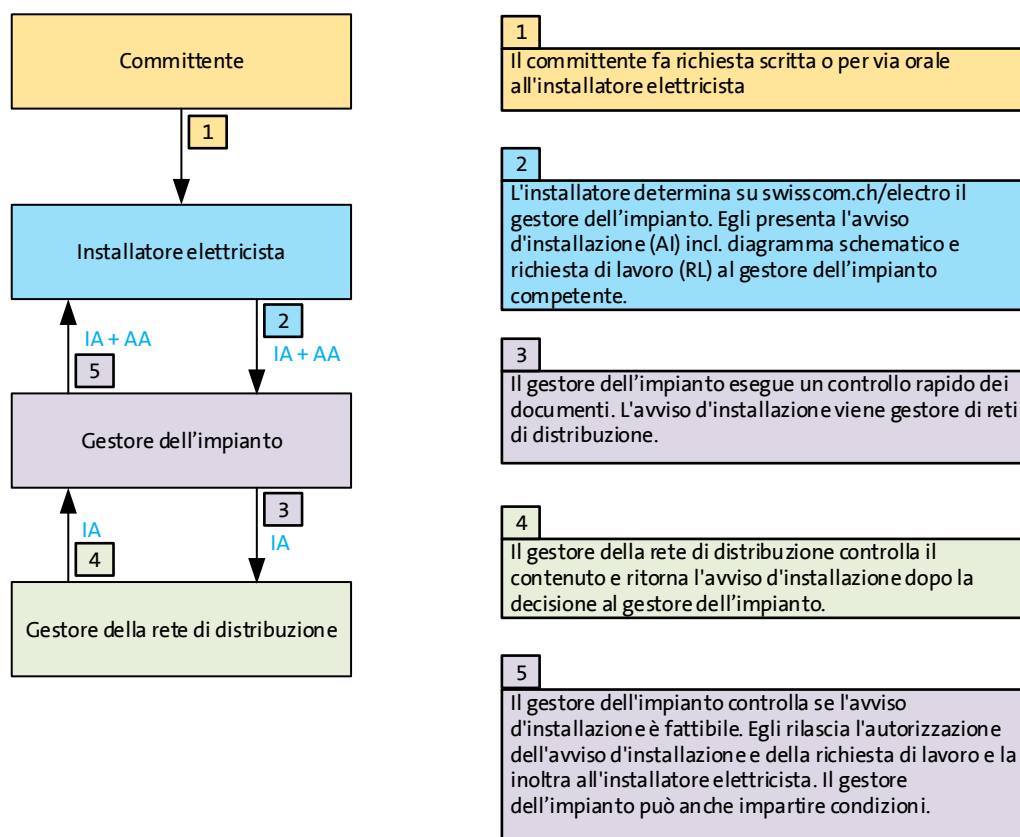 Committente
1
Installatore elettricista
IA + AA
5
2
IA + AA
Gestore dell’impianto
IA
4
3
IA
Gestore della rete di distribuzione
1
Il committente fa richiesta scritta o per via orale
all'installatore elettricista
2
L'installatore determina su swisscom.ch/electro il
gestore dell’impianto. Egli presenta l'avviso
d'installazione (AI) incl. diagramma schematico e
richiesta di lavoro (RL) al gestore dell’impianto
competente.
3
Il gestore dell’impianto esegue un controllo rapido dei
documenti. L'avviso d'installazione viene gestore di reti
di distribuzione.
4
Il gestore della rete di distribuzione controlla il
contenuto e ritorna l'avviso d'installazione dopo la
decisione al gestore dell’impianto.
5
Il gestore dell'impianto controlla se l'avviso
d'installazione è fattibile. Egli rilascia l'autorizzazione
dell'avviso d'installazione e della richiesta di lavoro e la
inoltra all'installatore elettricista. Il gestore
dell’impianto può anche impartire condizioni.